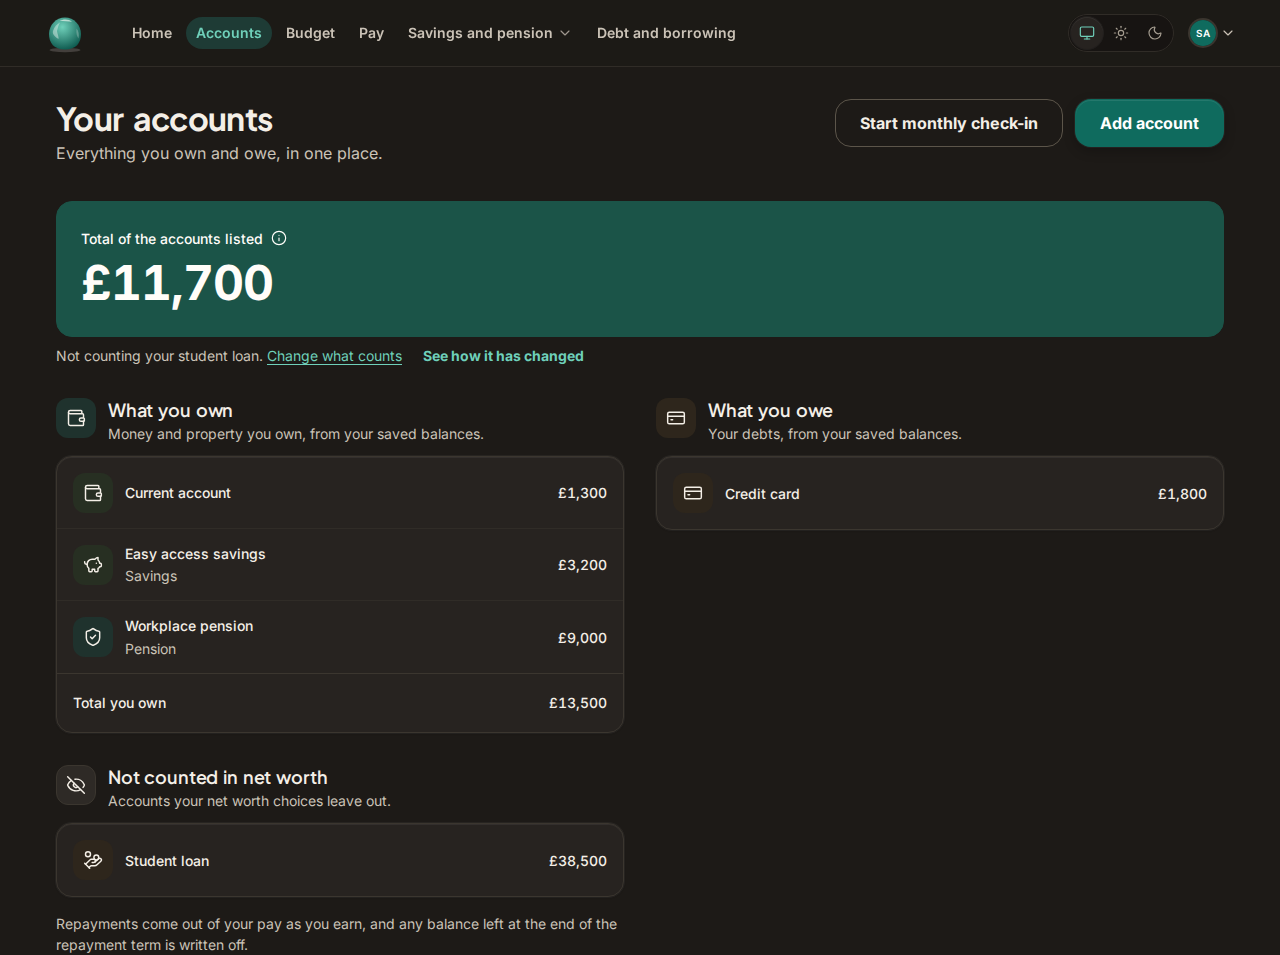 Home
Accounts
Budget
Pay
Savings and pension
Debt and borrowing
SA
Your accounts
Everything you own and owe, in one place.
Start monthly check-in
Add account
Total of the accounts listed
£11,700
Not counting your student loan. Change what counts
See how it has changed
What you own
Money and property you own, from your saved balances.
Current account
£1,300
Easy access savings
Savings
£3,200
Workplace pension
Pension
£9,000
Total you own
£13,500
What you owe
Your debts, from your saved balances.
Credit card
£1,800
Not counted in net worth
Accounts your net worth choices leave out.
Student loan
£38,500
Repayments come out of your pay as you earn, and any balance left at the end of the
repayment term is written off.